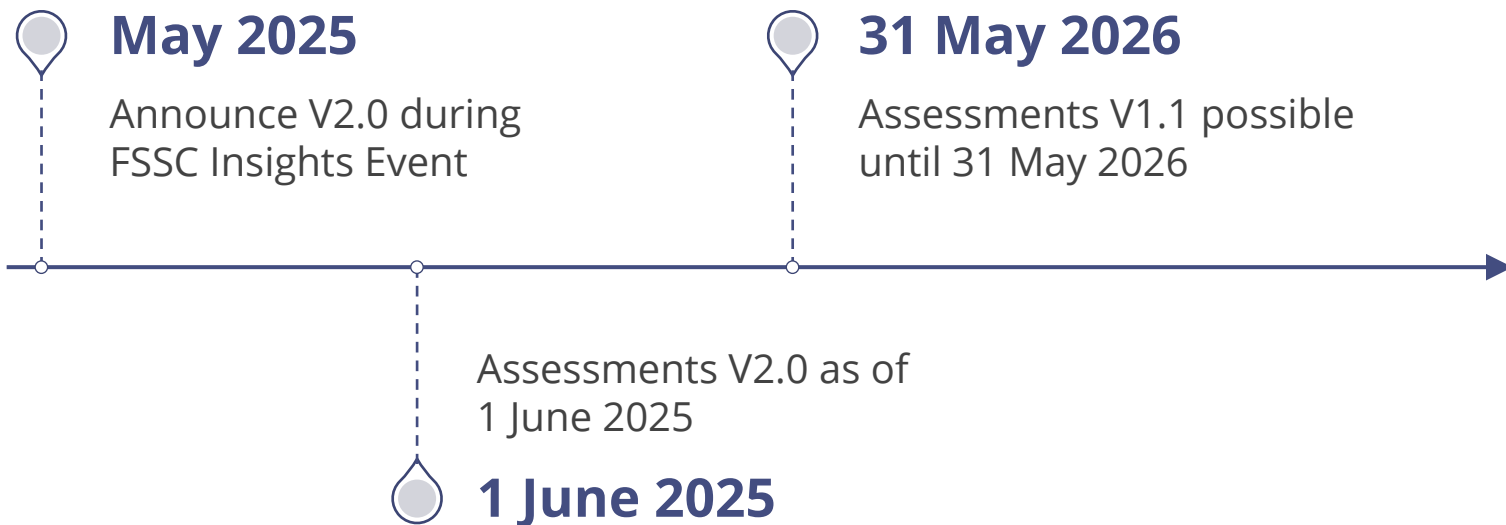 May 2025
Announce V2.0 during
FSSC Insights Event
31 May 2026
Assessments V1.1 possible
until 31 May 2026
Assessments V2.0 as of
1 June 2025
1 June 2025